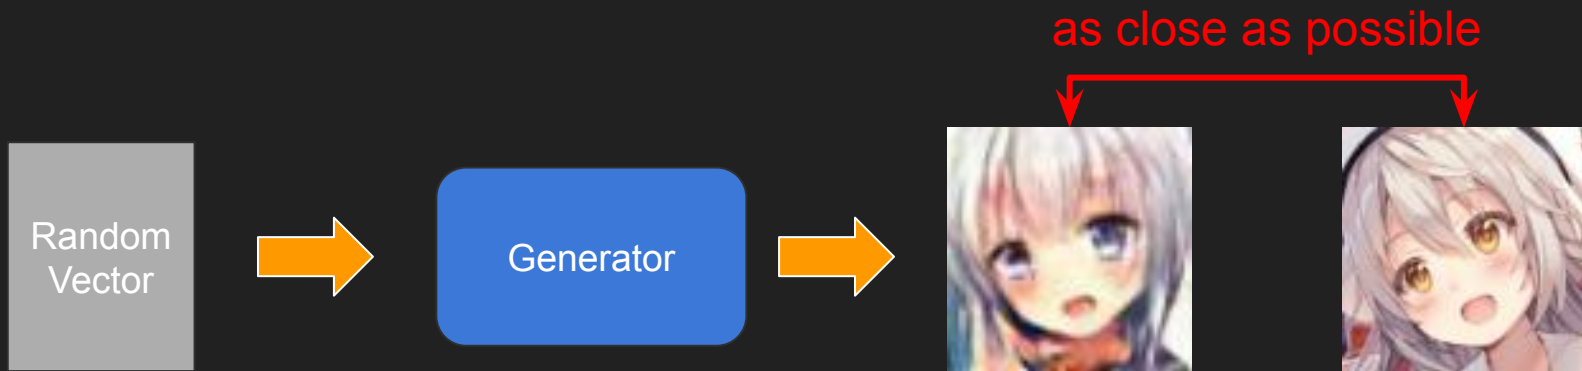 as close as possible
Random
Vector
Generator